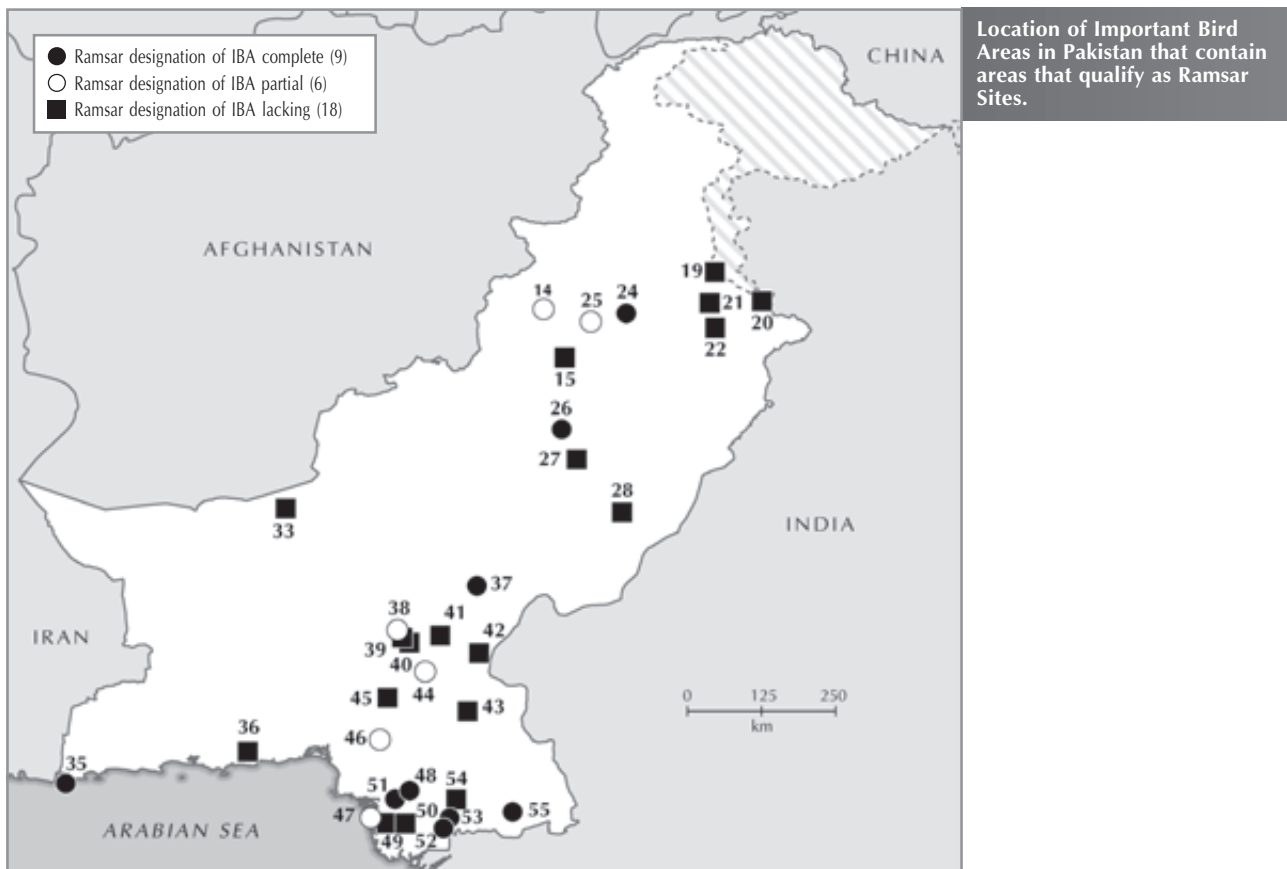 Ramsar designation of IBA complete (9)
Ramsar designation of IBA partial (6)
Ramsar designation of IBA lacking (18)
Location of Important Bird
Areas in Pakistan that contain
areas that qualify as Ramsar
Sites.
CHINA
AFGHANISTAN
19
14
25
24
21
20
22
15
26
27
28
33
INDIA
37
38
41
42
IRAN
39
40
44
45
43
0 125 250
km
36
46
35
51
48
54
47
50
53
55
ARABIAN SEA
49
52